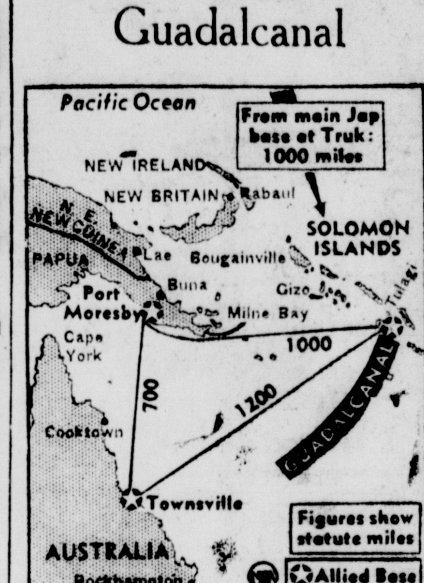 Guadalcanal
Pacific Ocean
From main Jap
base at Truk:
1000 miles
NEW IRELAND
NEW BRITAIN
Rabaul
SOLOMON
ISLANDS
N.E.
NEW GUINEA
PAPUA
Lae
Bougainville
Buna
Gizo
Tulagi
Port
Moresby
Milne Bay
Cape
York
1000
700
1200
GUADALCANAL
Cooktown
Townsville
Figures show
statute miles
AUSTRALIA
Rockhampton
Allied Base